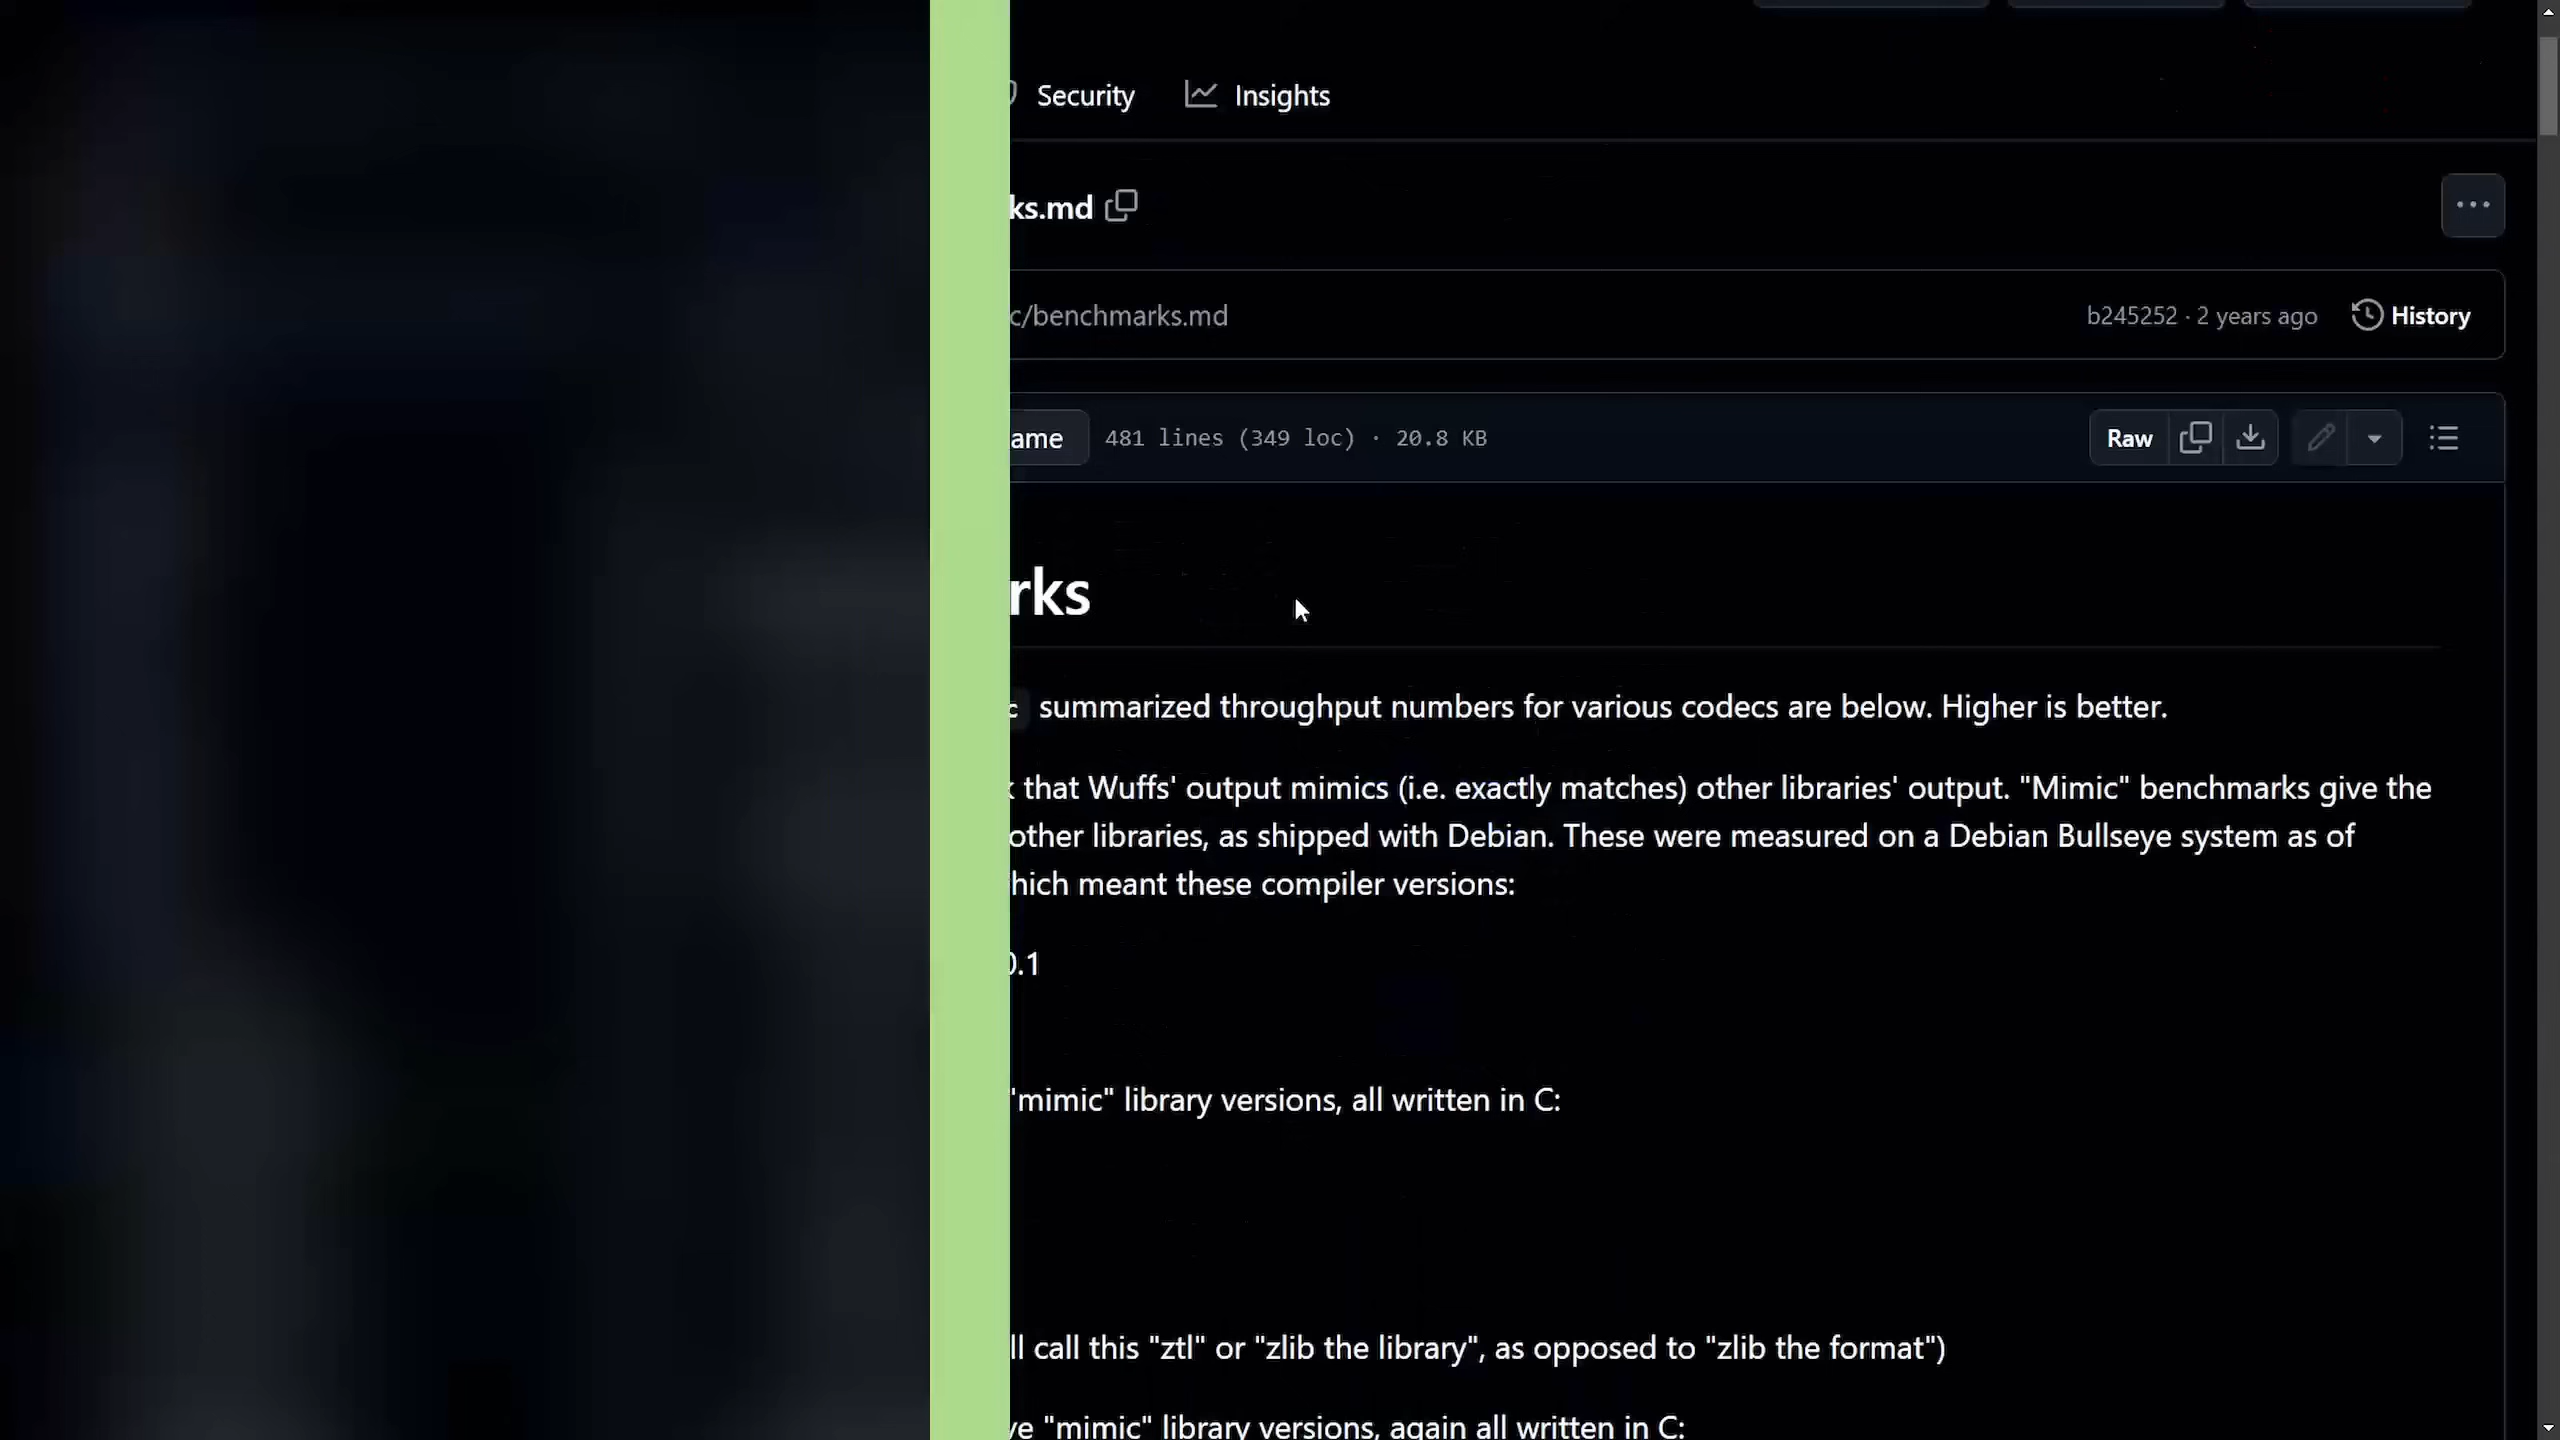 Security Insights
ks.md
c/benchmarks.md b245252 · 2 years ago History
ame 481 lines (349 loc) · 20.8 KB Raw
rks
c summarized throughput numbers for various codecs are below. Higher is better.
that Wuffs' output mimics (i.e. exactly matches) other libraries' output. "Mimic" benchmarks give the
other libraries, as shipped with Debian. These were measured on a Debian Bullseye system as of
hich meant these compiler versions:
0.1
"mimic" library versions, all written in C:
ll call this "ztl" or "zlib the library", as opposed to "zlib the format")
ve "mimic" library versions, again all written in C: